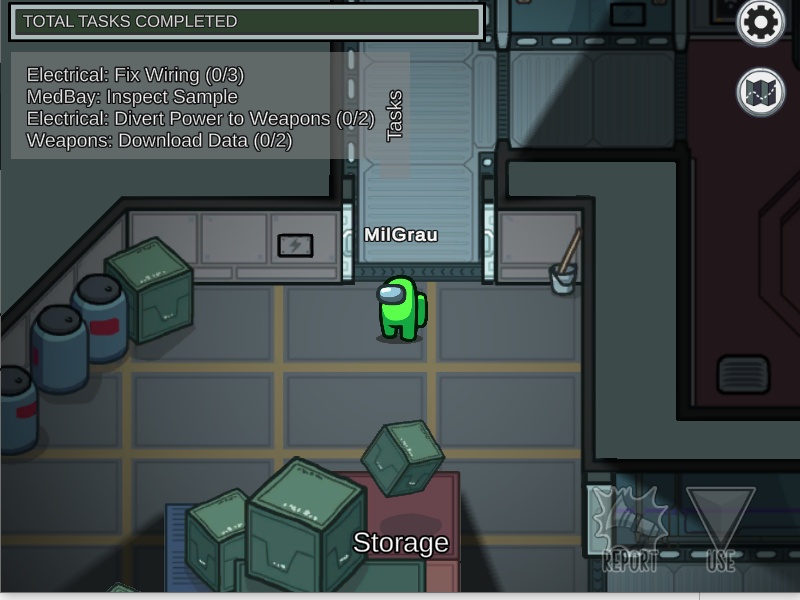 TOTAL TASKS COMPLETED
Electrical: Fix Wiring (0/3)
MedBay: Inspect Sample
Electrical: Divert Power to Weapons (0/2)
Weapons: Download Data (0/2)
Tasks
MilGrau
Storage
REPORT
USE